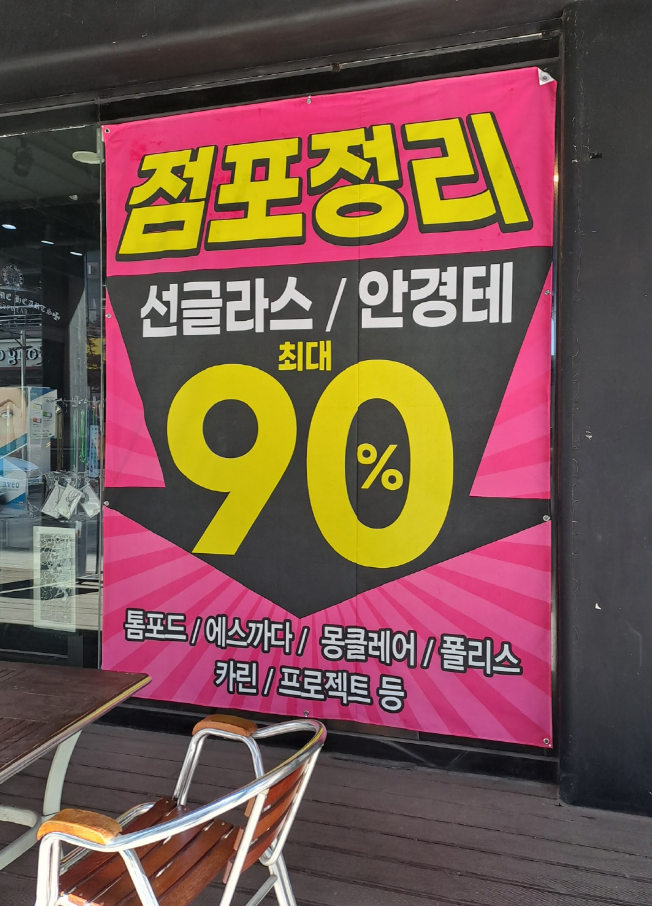 점포정리
선글라스 / 안경테
최대
90%
톰포드 / 에스까다 / 몽클레어 / 폴리스
카린 / 프로젝트 등